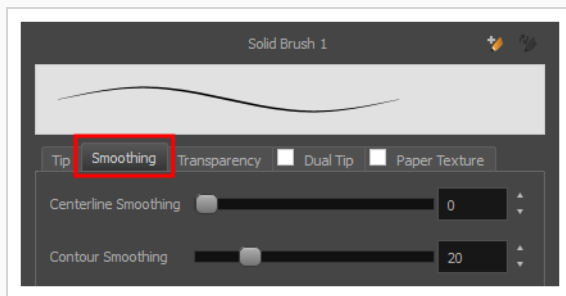 Solid Brush 1
Tip Smoothing Transparency Dual Tip Paper Texture
Centerline Smoothing 0
Contour Smoothing 20